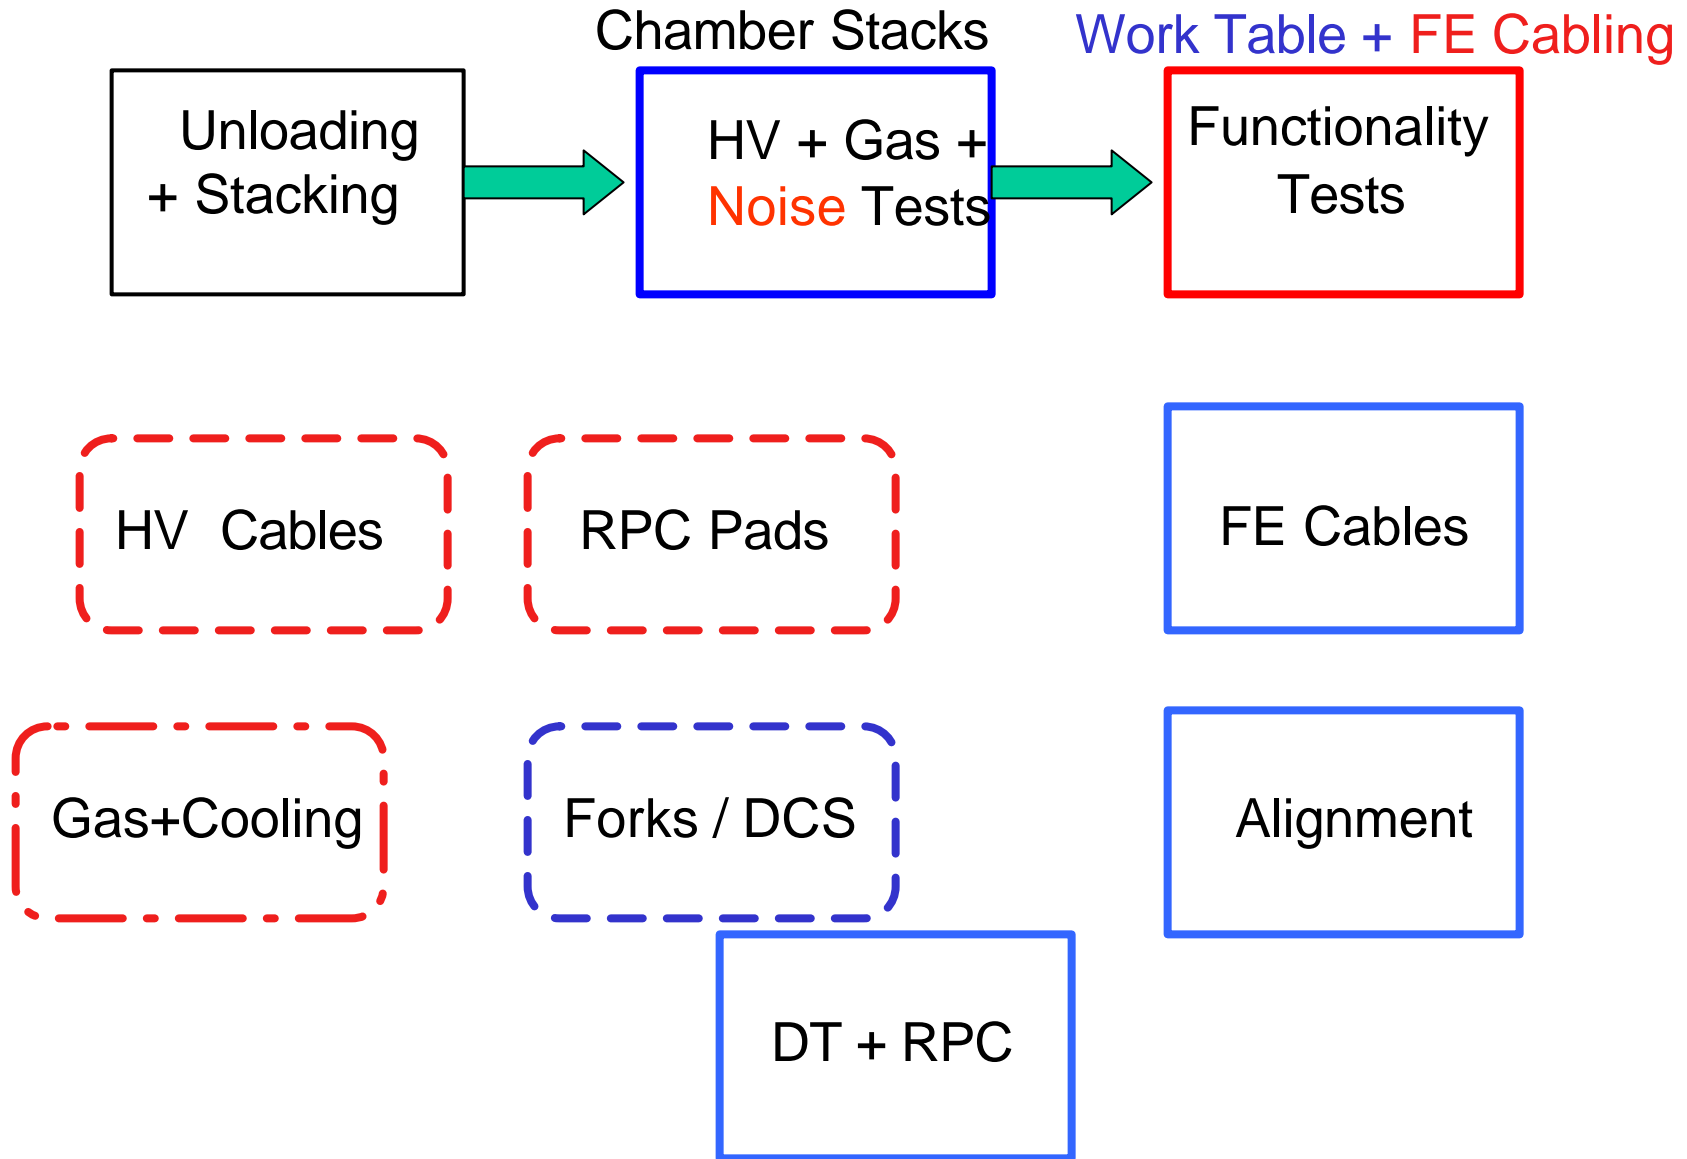 Chamber Stacks
Work Table + FE Cabling
Unloading
+ Stacking
HV + Gas +
Noise Tests
Functionality
Tests
HV Cables
RPC Pads
FE Cables
Gas+Cooling
Forks / DCS
Alignment
DT + RPC